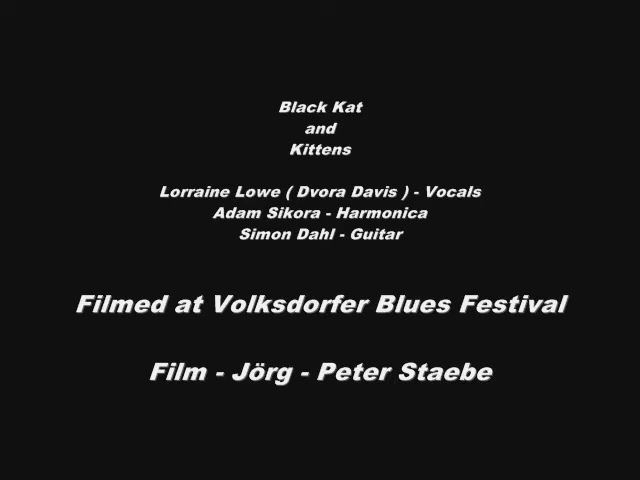 Black Kat
and
Kittens
Lorraine Lowe ( Dvora Davis ) - Vocals
Adam Sikora - Harmonica
Simon Dahl - Guitar
Filmed at Volksdorfer Blues Festival
Film - Jörg - Peter Staebe